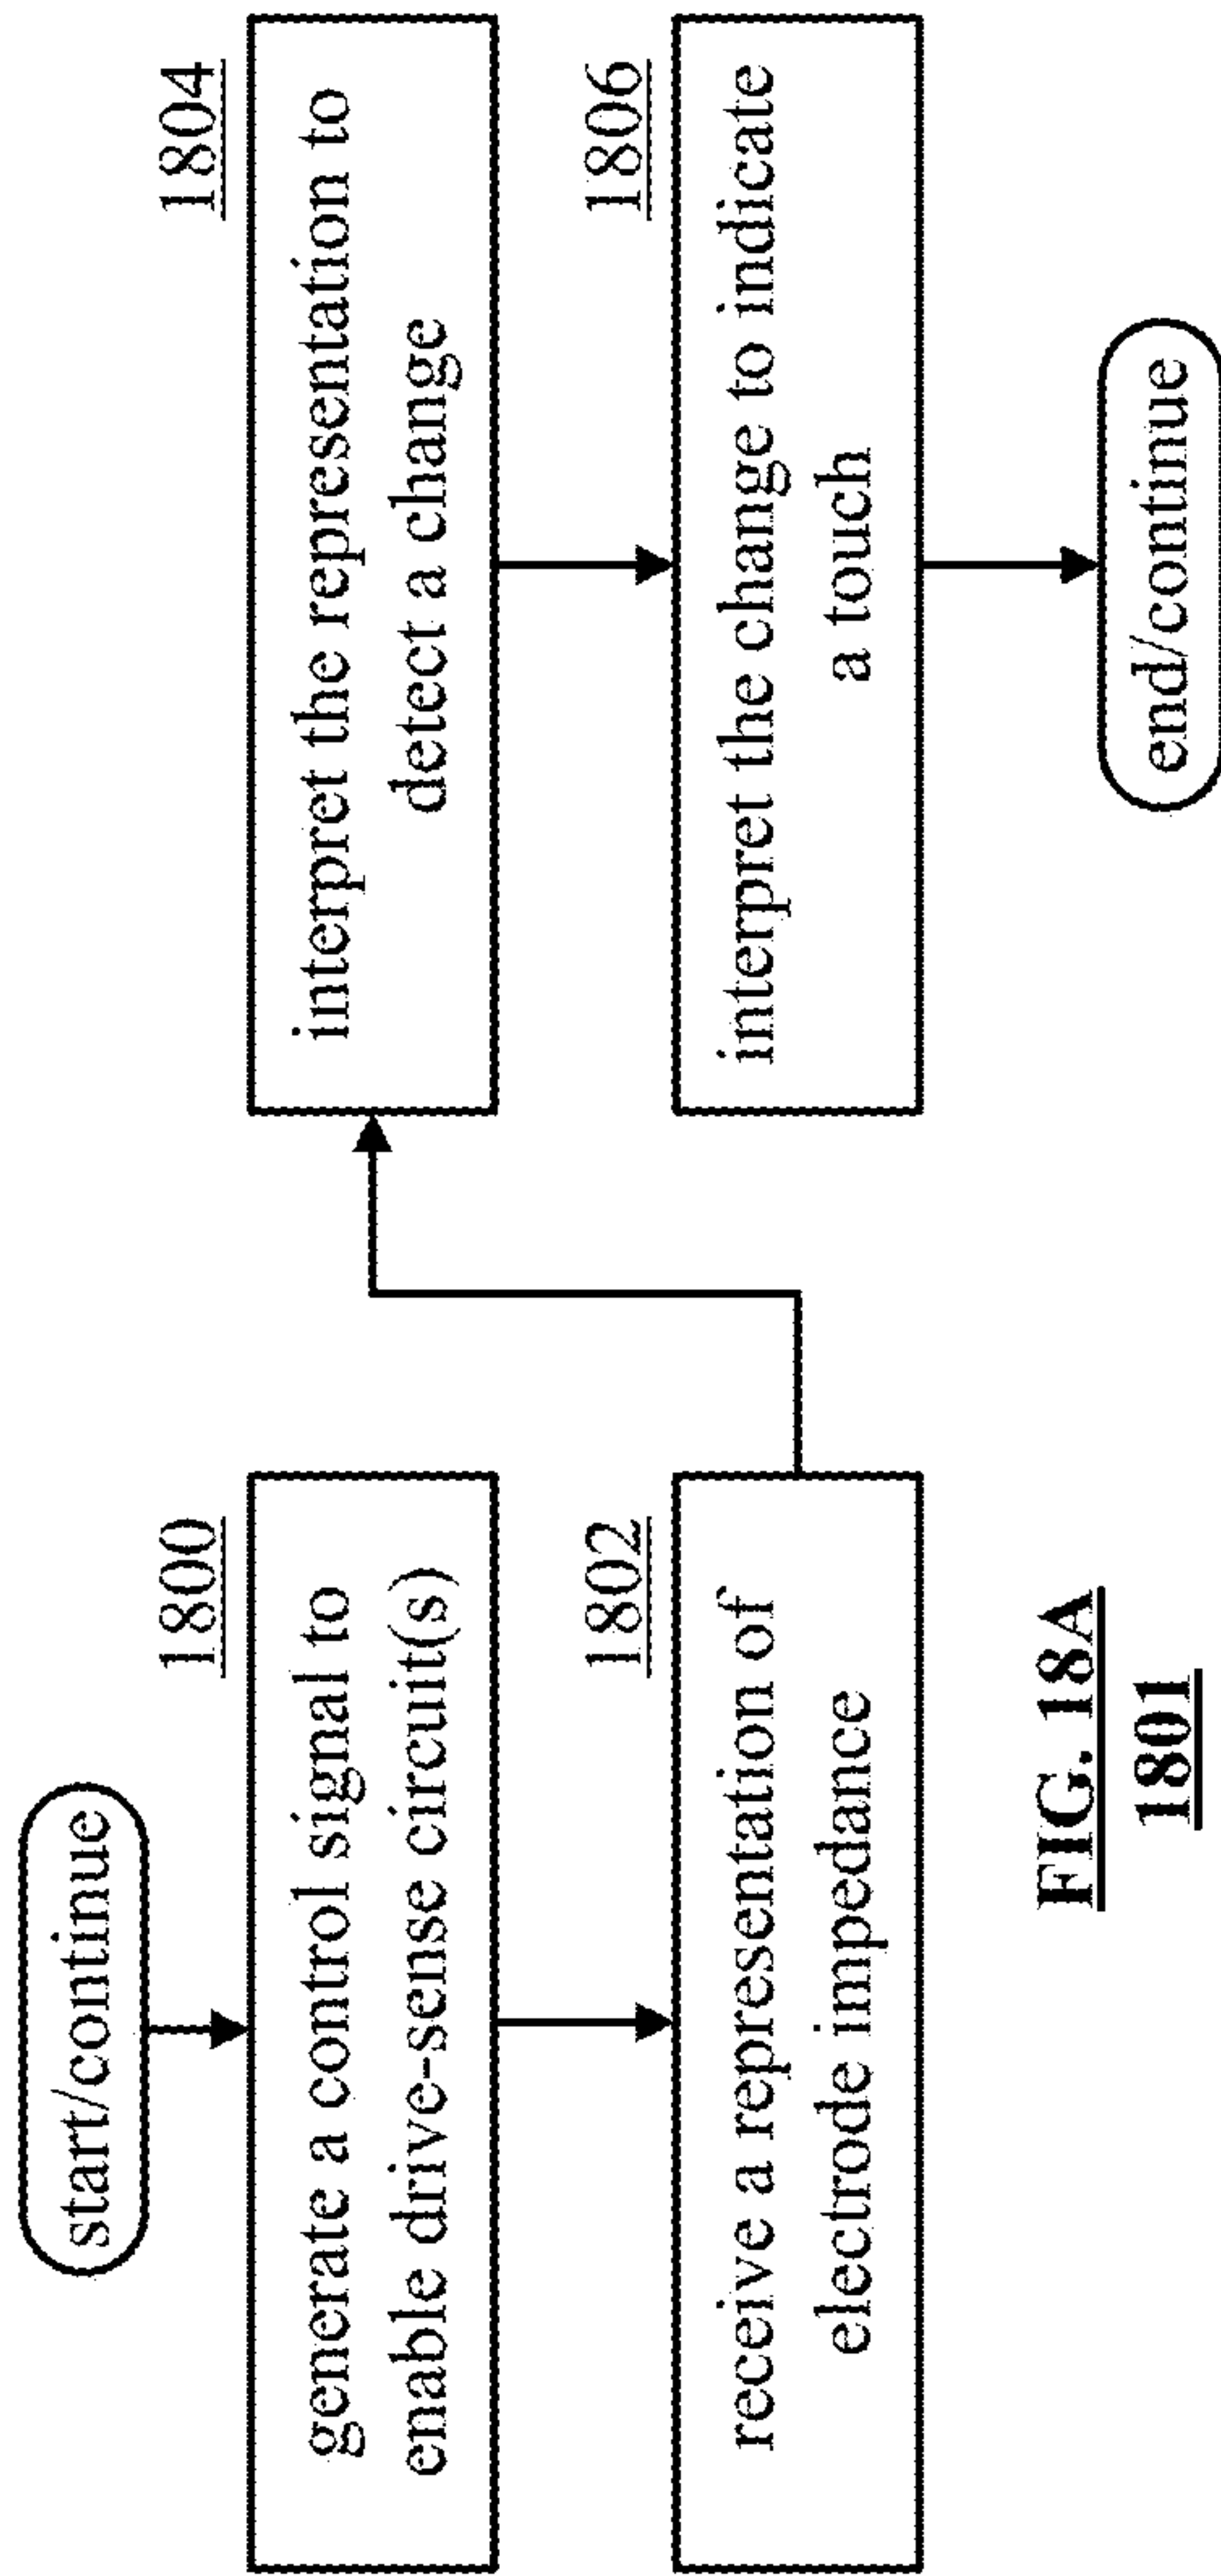 start/continue
1800
generate a control signal to
enable drive-sense circuit(s)
1802
receive a representation of
electrode impedance
1804
interpret the representation to
detect a change
1806
interpret the change to indicate
a touch
end/continue
FIG. 18A
1801